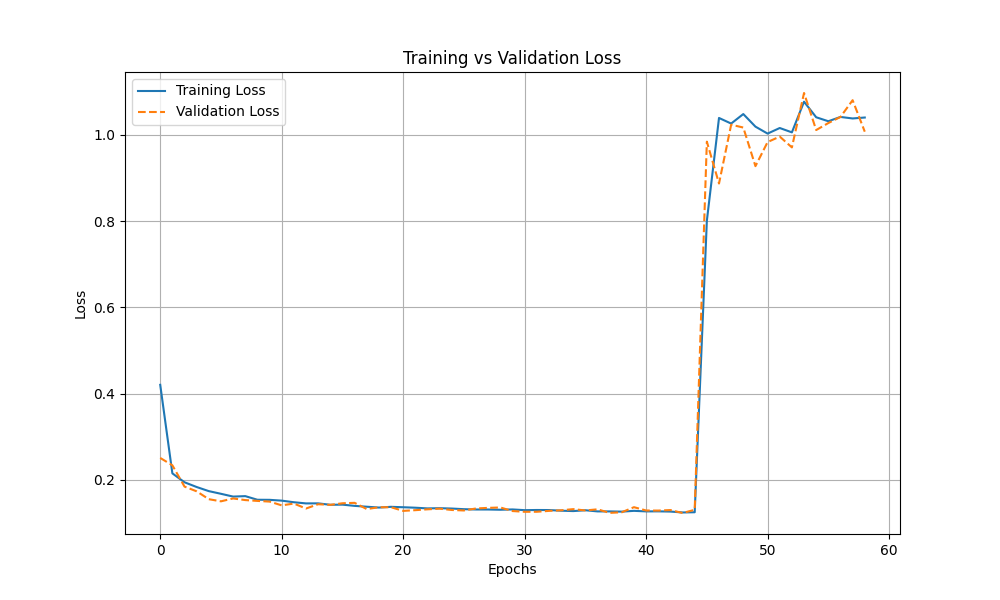 Training vs Validation Loss
Training Loss
Validation Loss
Loss
1.0
0.8
0.6
0.4
0.2
0 10 20 30 40 50 60
Epochs